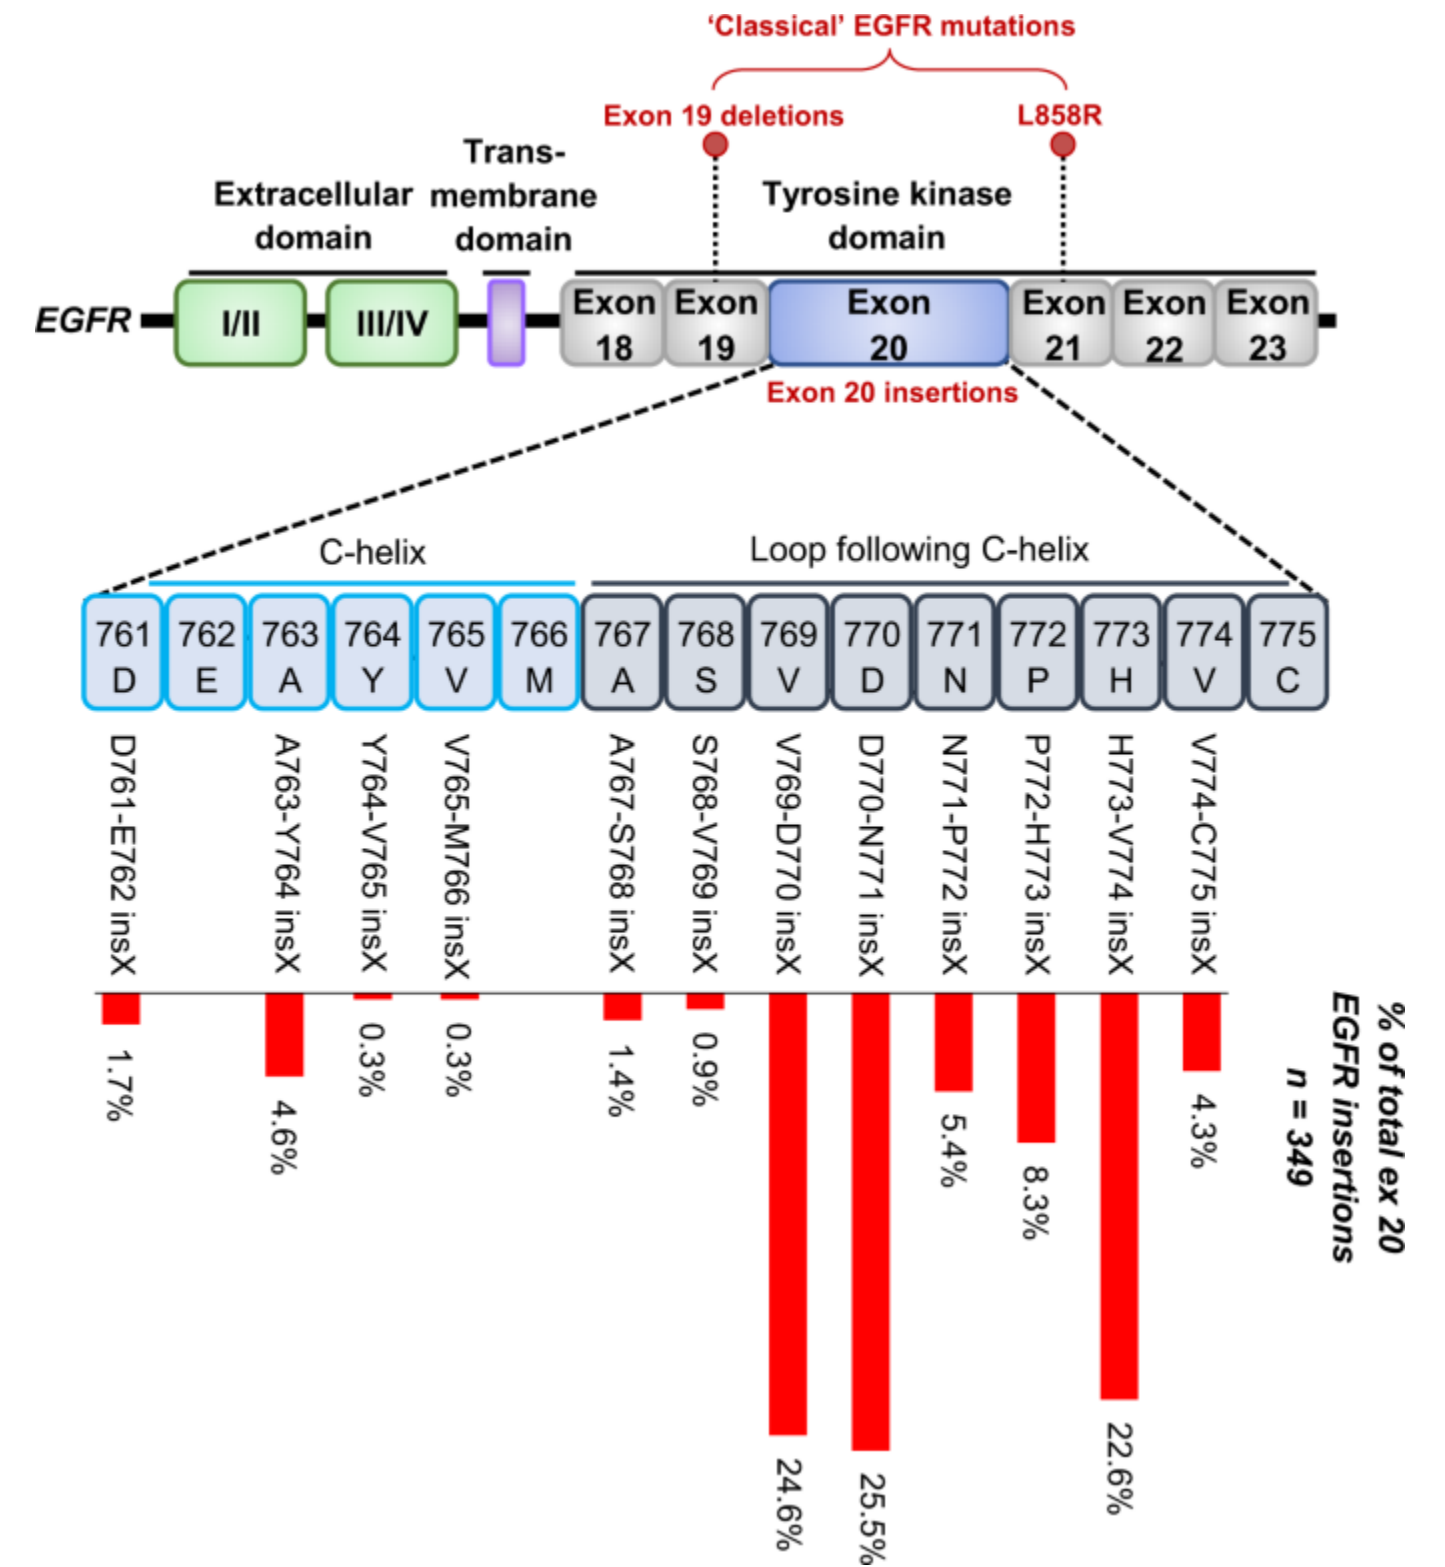 ‘Classical’ EGFR mutations
Exon 19 deletions
L858R
Extracellular
domain
Trans-
membrane
domain
Tyrosine kinase
domain
EGFR
I/II
III/IV
Exon
18
Exon
19
Exon
20
Exon
21
Exon
22
Exon
23
Exon 20 insertions
C-helix
Loop following C-helix
761
D
762
E
763
A
764
Y
765
V
766
M
767
A
768
S
769
V
770
D
771
N
772
P
773
H
774
V
775
C
D761-E762 insX
A763-Y764 insX
Y764-V765 insX
V765-M766 insX
A767-S768 insX
S768-V769 insX
V769-D770 insX
D770-N771 insX
N771-P772 insX
P772-H773 insX
H773-V774 insX
V774-C775 insX
1.7%
4.6%
0.3%
0.3%
1.4%
0.9%
24.6%
25.5%
5.4%
8.3%
22.6%
4.3%
% of total ex 20
EGFR insertions
n = 349